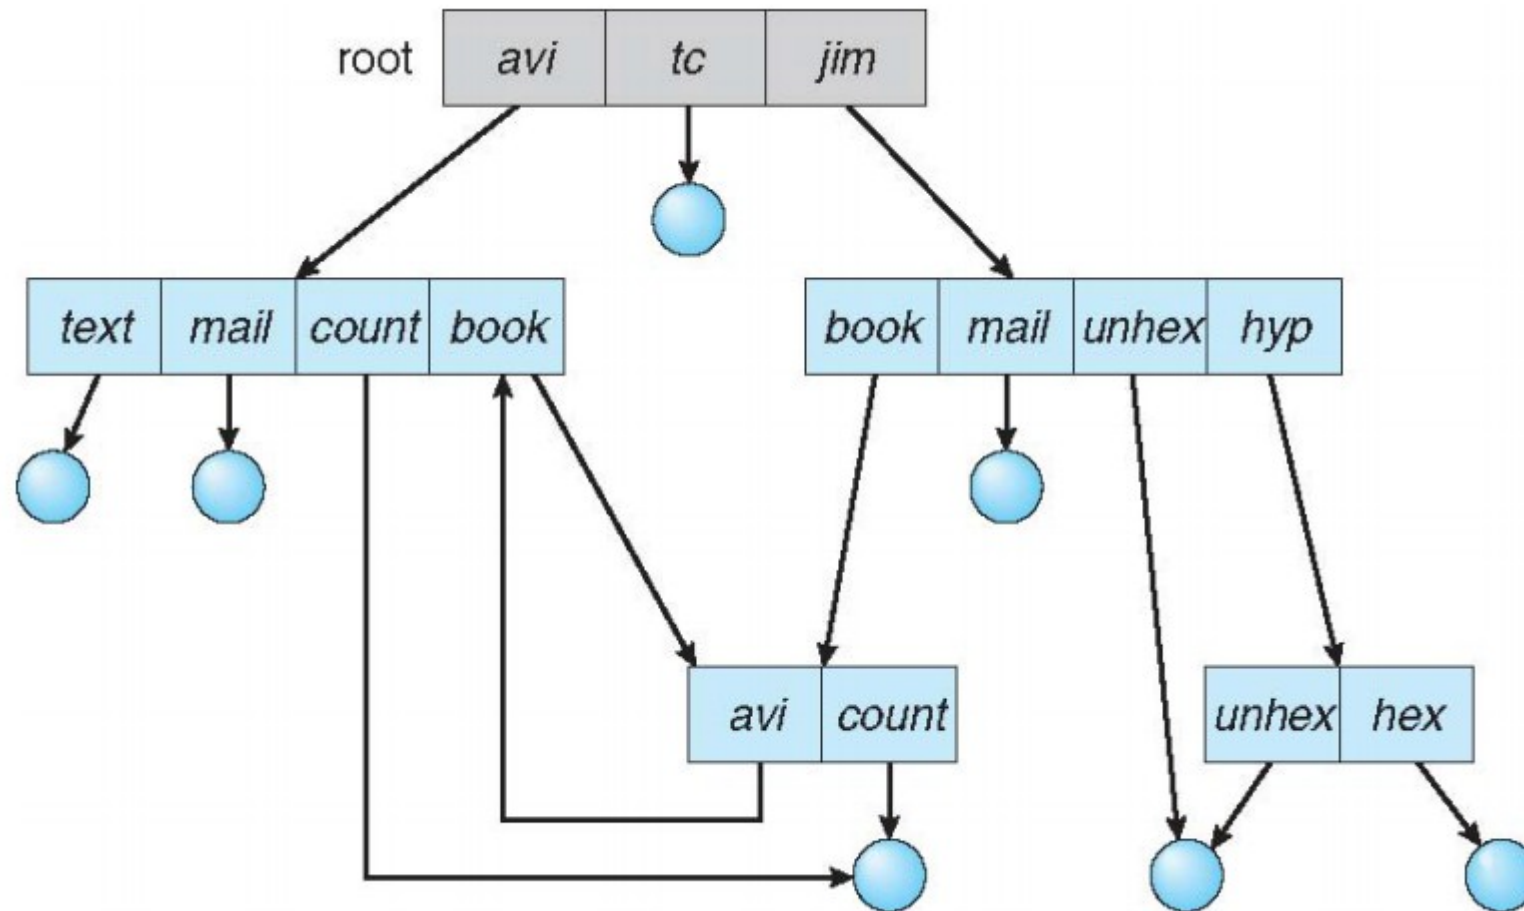 root avi tc jim
text mail count book book mail unhex hyp
avi count unhex hex